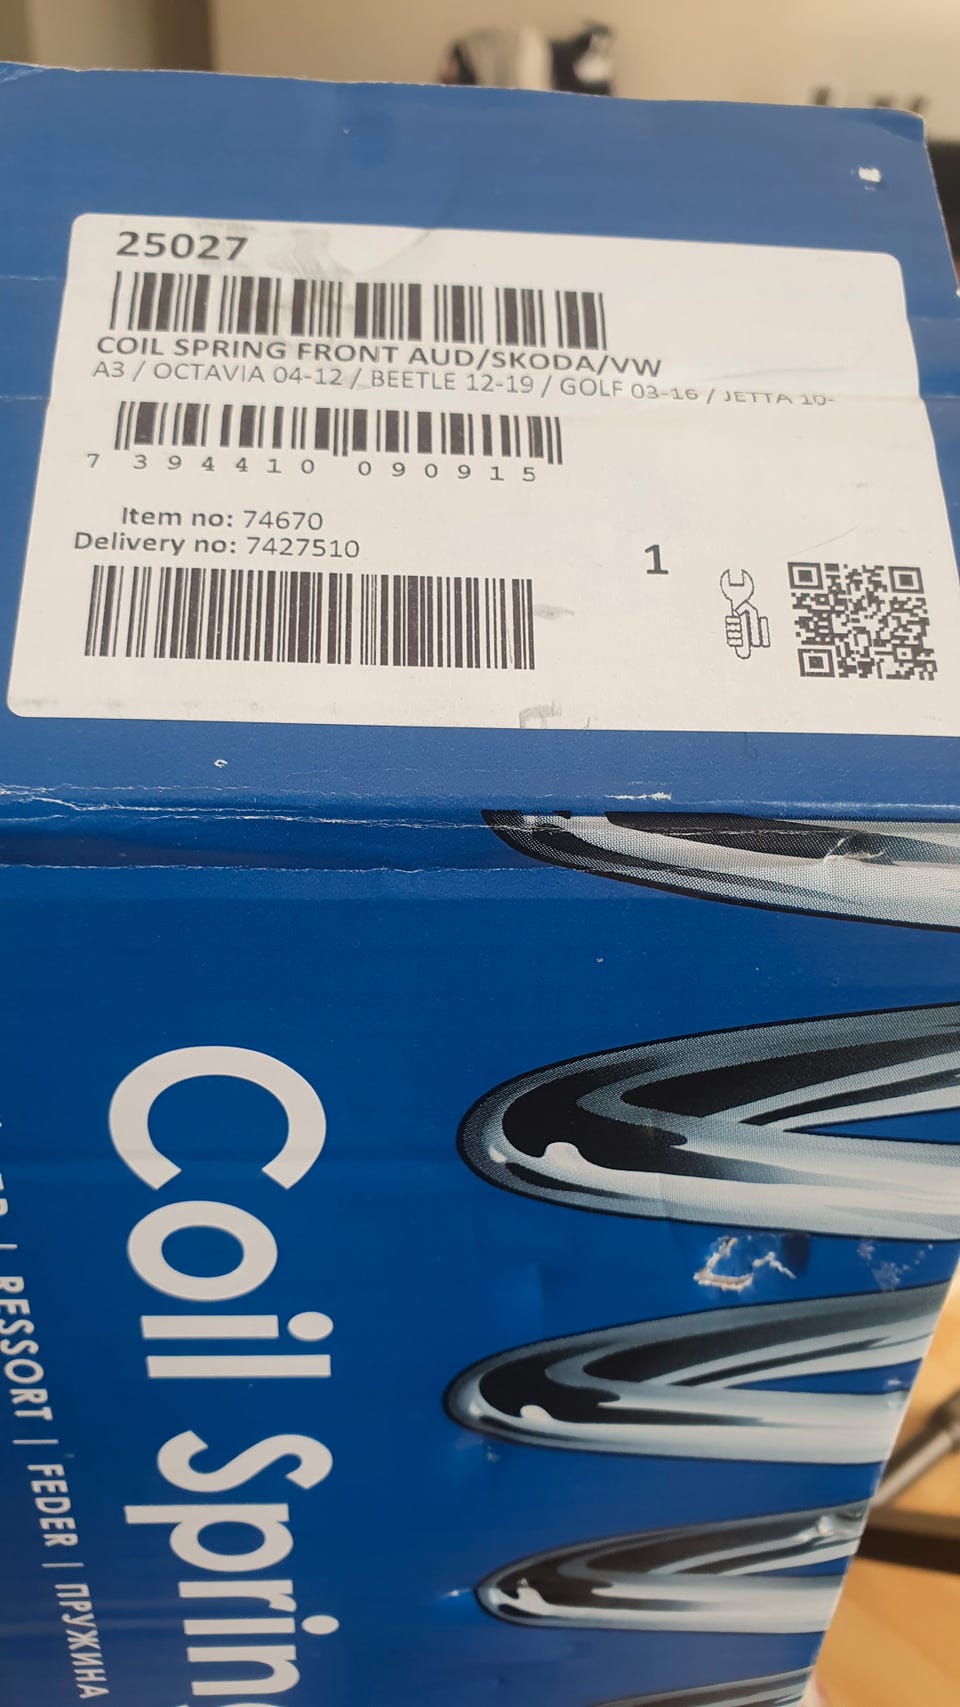 25027
COIL SPRING FRONT AUD/SKODA/VW
A3 / OCTAVIA 04-12 / BEETLE 12-19 / GOLF 03-16 / JETTA 10-
7 394410 090915
Item no: 74670
Delivery no: 7427510
1
Coil Spring
| RESSORT | FEDER | ПРУЖИНА